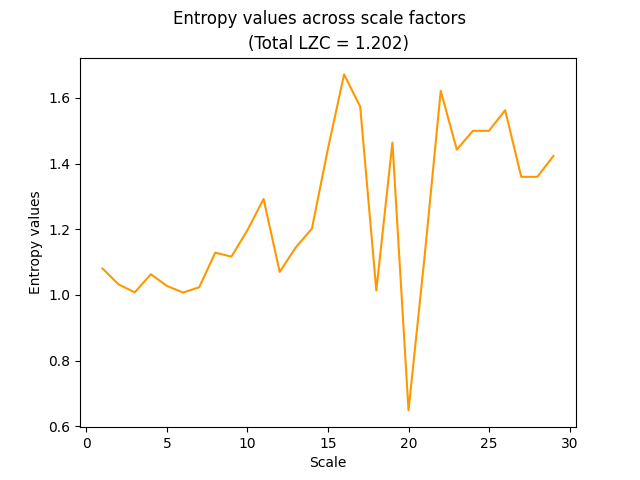 Entropy values across scale factors
(Total LZC = 1.202)
1.6
1.4
1.2
1.0
0.8
0.6
Entropy values
0 5 10 15 20 25 30
Scale